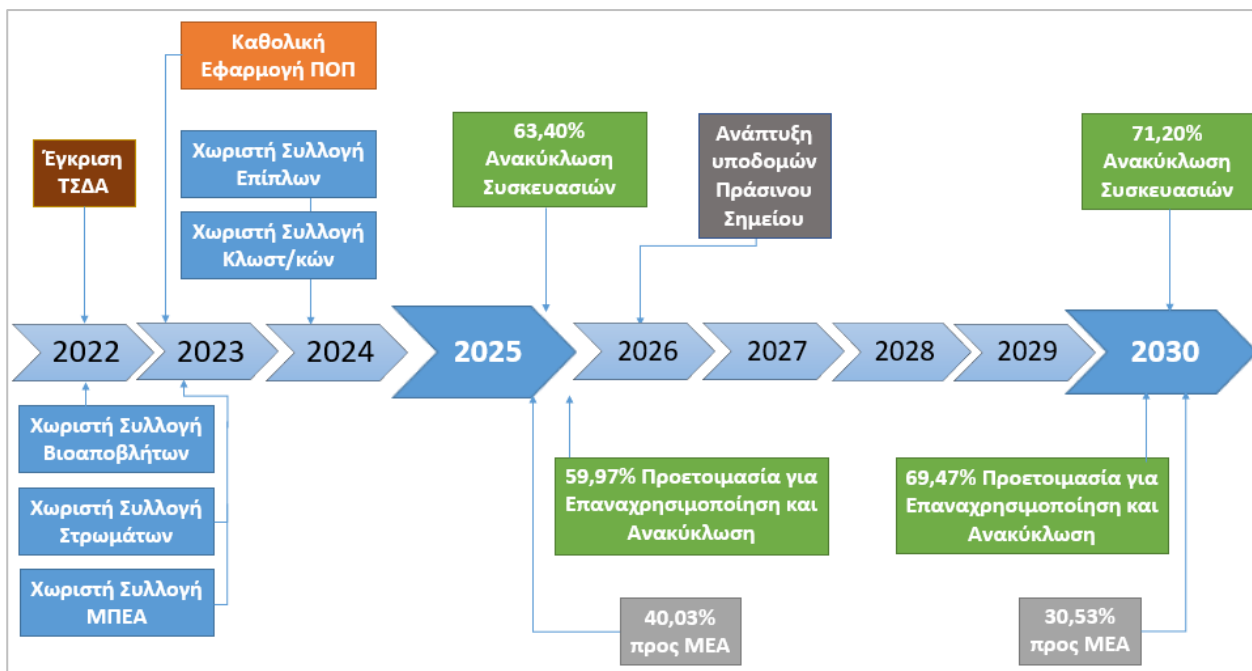 Καθολική
Εφαρμογή ΠΟΠ
Έγκριση
ΤΣΔΑ
Χωριστή Συλλογή
Επίπλων
Χωριστή Συλλογή
Κλωστ/κών
63,40%
Ανακύκλωση
Συσκευασιών
Ανάπτυξη
υποδομών
Πράσινου
Σημείου
71,20%
Ανακύκλωση
Συσκευασιών
2022
2023
2024
2025
2026
2027
2028
2029
2030
Χωριστή Συλλογή
Βιοαποβλήτων
Χωριστή Συλλογή
Στρωμάτων
Χωριστή Συλλογή
ΜΠΕΑ
59,97% Προετοιμασία για
Επαναχρησιμοποίηση και
Ανακύκλωση
69,47% Προετοιμασία για
Επαναχρησιμοποίηση και
Ανακύκλωση
40,03%
προς ΜΕΑ
30,53%
προς ΜΕΑ